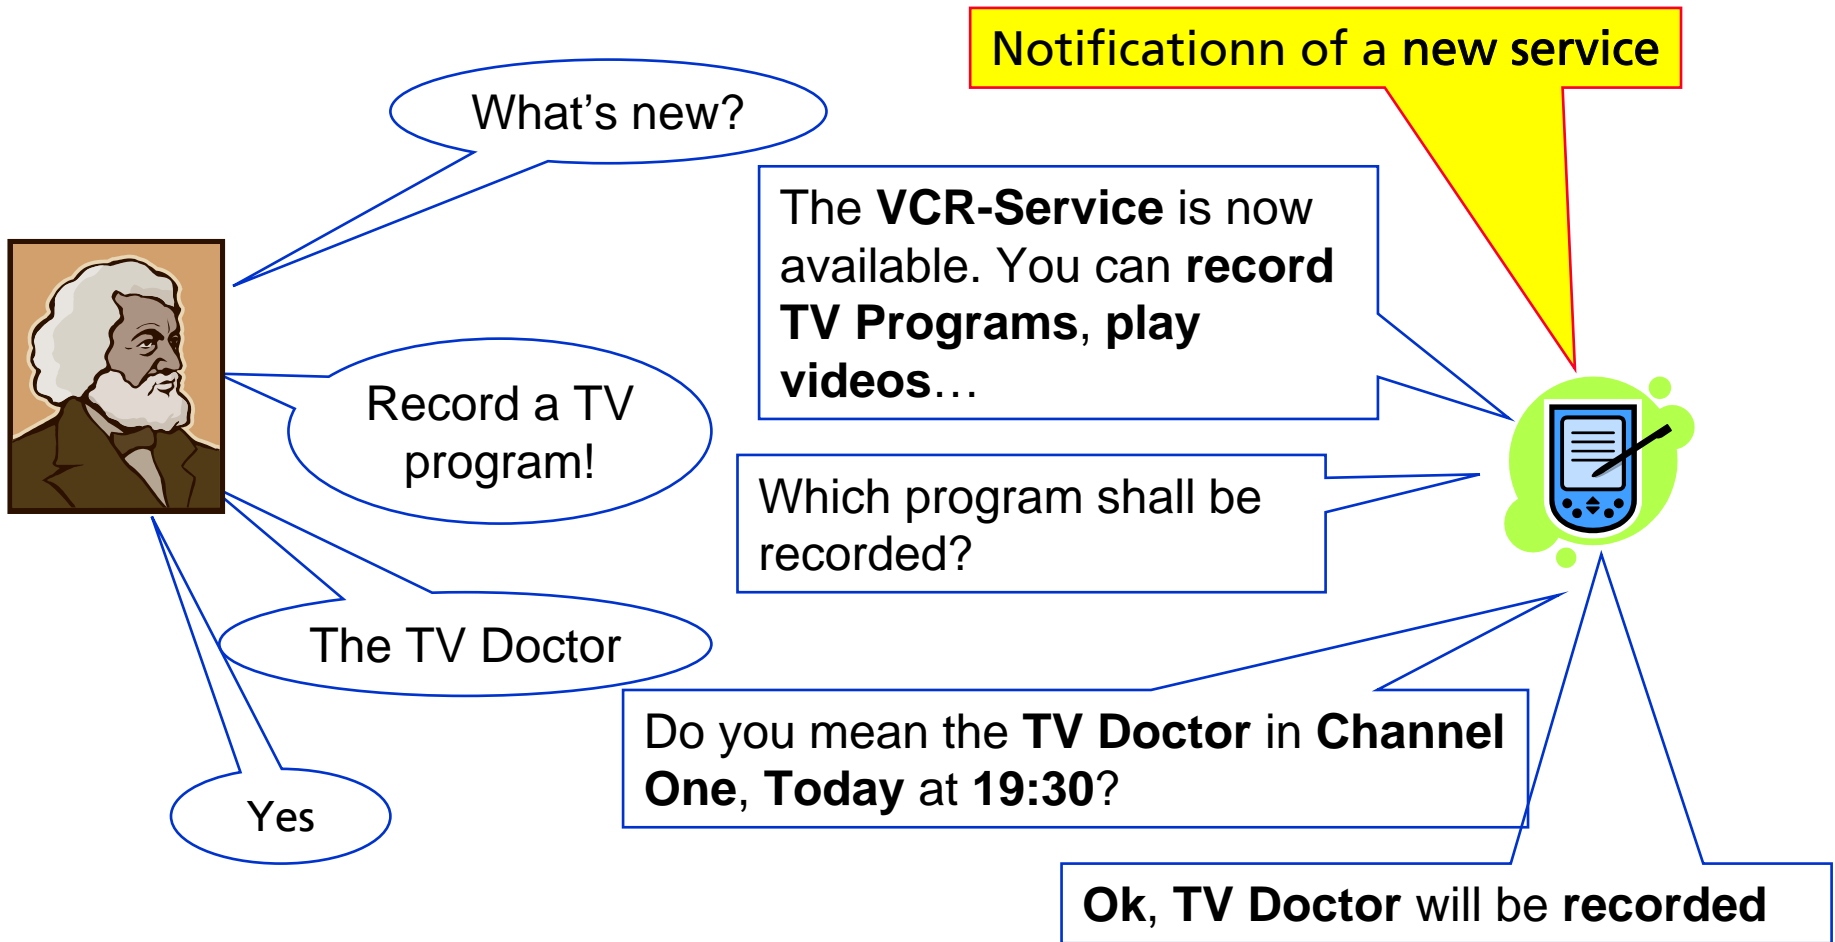 Notificationn of a new service
What's new?
The VCR-Service is now
available. You can record
TV Programs, play
videos…
Record a TV
program!
Which program shall be
recorded?
The TV Doctor
Do you mean the TV Doctor in Channel
One, Today at 19:30?
Yes
Ok, TV Doctor will be recorded